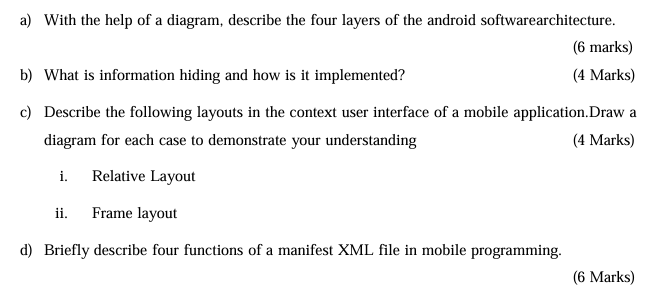 a) With the help of a diagram, describe the four layers of the android softwarearchitecture.
(6 marks)
b) What is information hiding and how is it implemented? (4 Marks)
c) Describe the following layouts in the context user interface of a mobile application.Draw a
diagram for each case to demonstrate your understanding (4 Marks)
i. Relative Layout
ii. Frame layout
d) Briefly describe four functions of a manifest XML file in mobile programming.
(6 Marks)